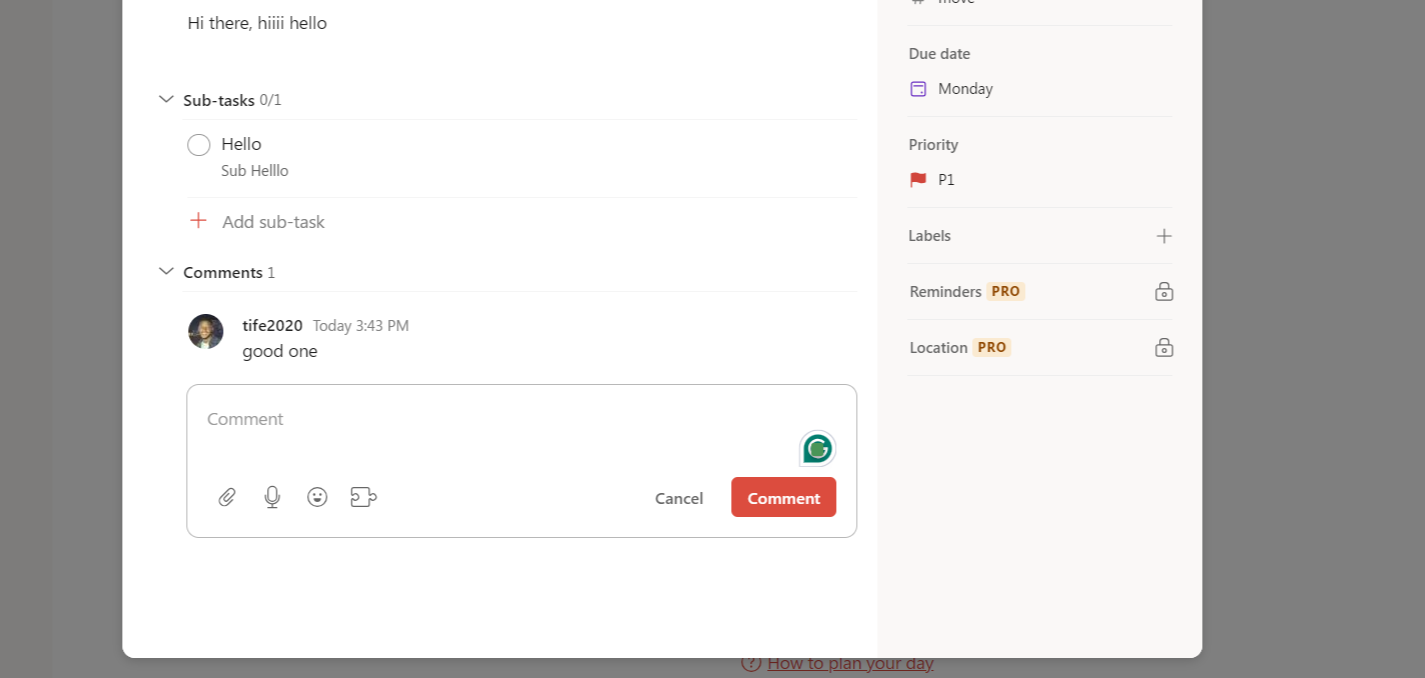 Hi there, hiiii hello
Sub-tasks 0/1
Hello
Sub Helllo
Add sub-task
Comments 1
tife2020 Today 3:43 PM
good one
Comment
Cancel
Comment
move
Due date
Monday
Priority
P1
Labels
Reminders PRO
Location PRO
How to plan your day